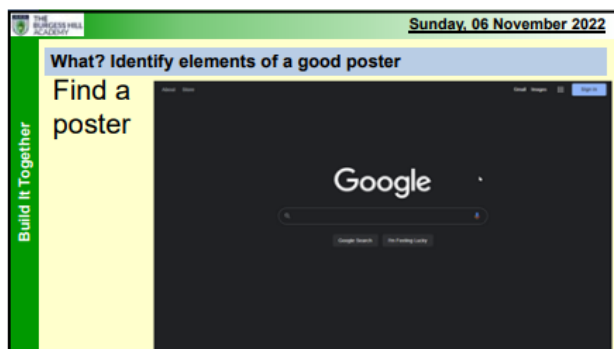 THE
BURGESS HILL
ACADEMY
Sunday, 06 November 2022
What? Identify elements of a good poster
Find a
poster
Build It Together
About Store
Gmail Images Sign in
Google
Google Search I'm Feeling Lucky